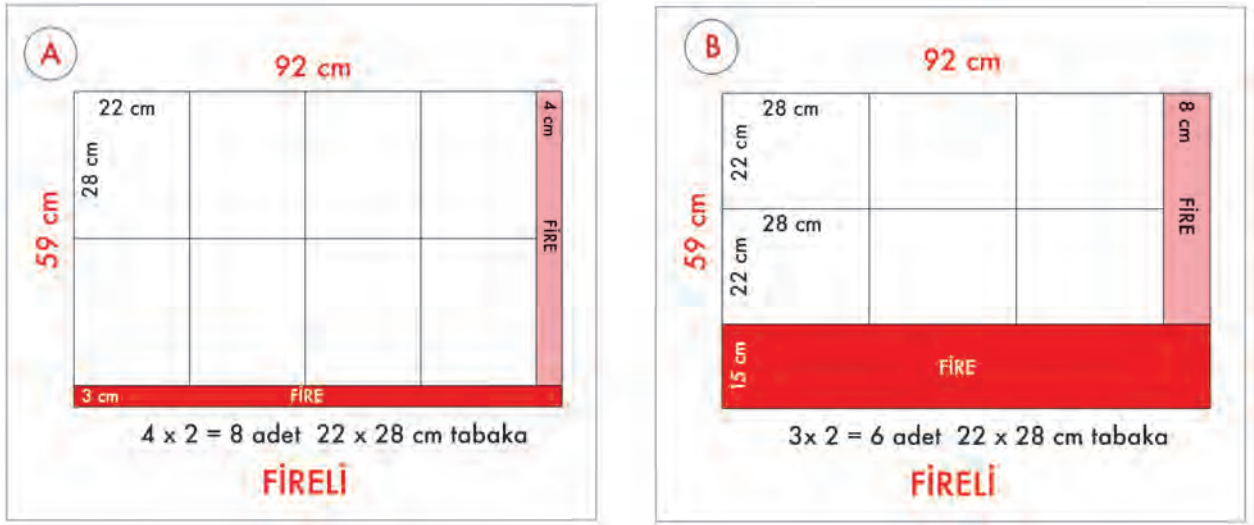 A
92 cm
22 cm
28 cm
59 cm
4 cm
FİRE
3 cm
FİRE
4 x 2 = 8 adet 22 x 28 cm tabaka
FİRELİ
B
92 cm
28 cm
22 cm
28 cm
22 cm
59 cm
8 cm
FİRE
15 cm
FİRE
3x 2 = 6 adet 22 x 28 cm tabaka
FİRELİ